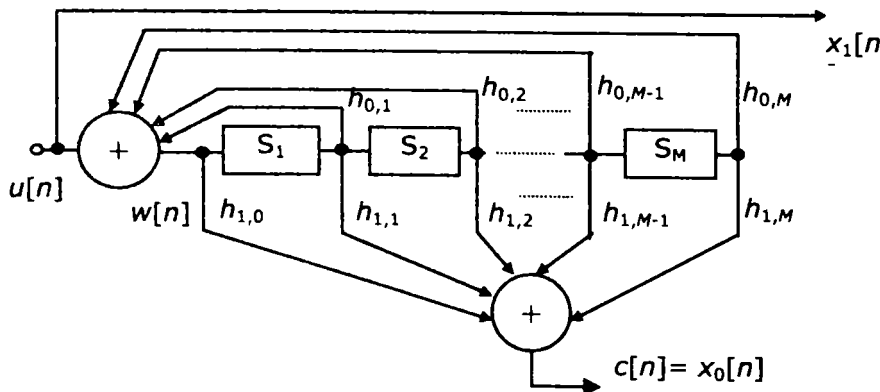 x₁[n
h₀,₁
h₀,₂
h₀,M-1
h₀,M
+
S₁
S₂
S_M
u[n]
w[n]
h₁,₀
h₁,₁
h₁,₂
h₁,M-1
h₁,M
+
c[n]= x₀[n]